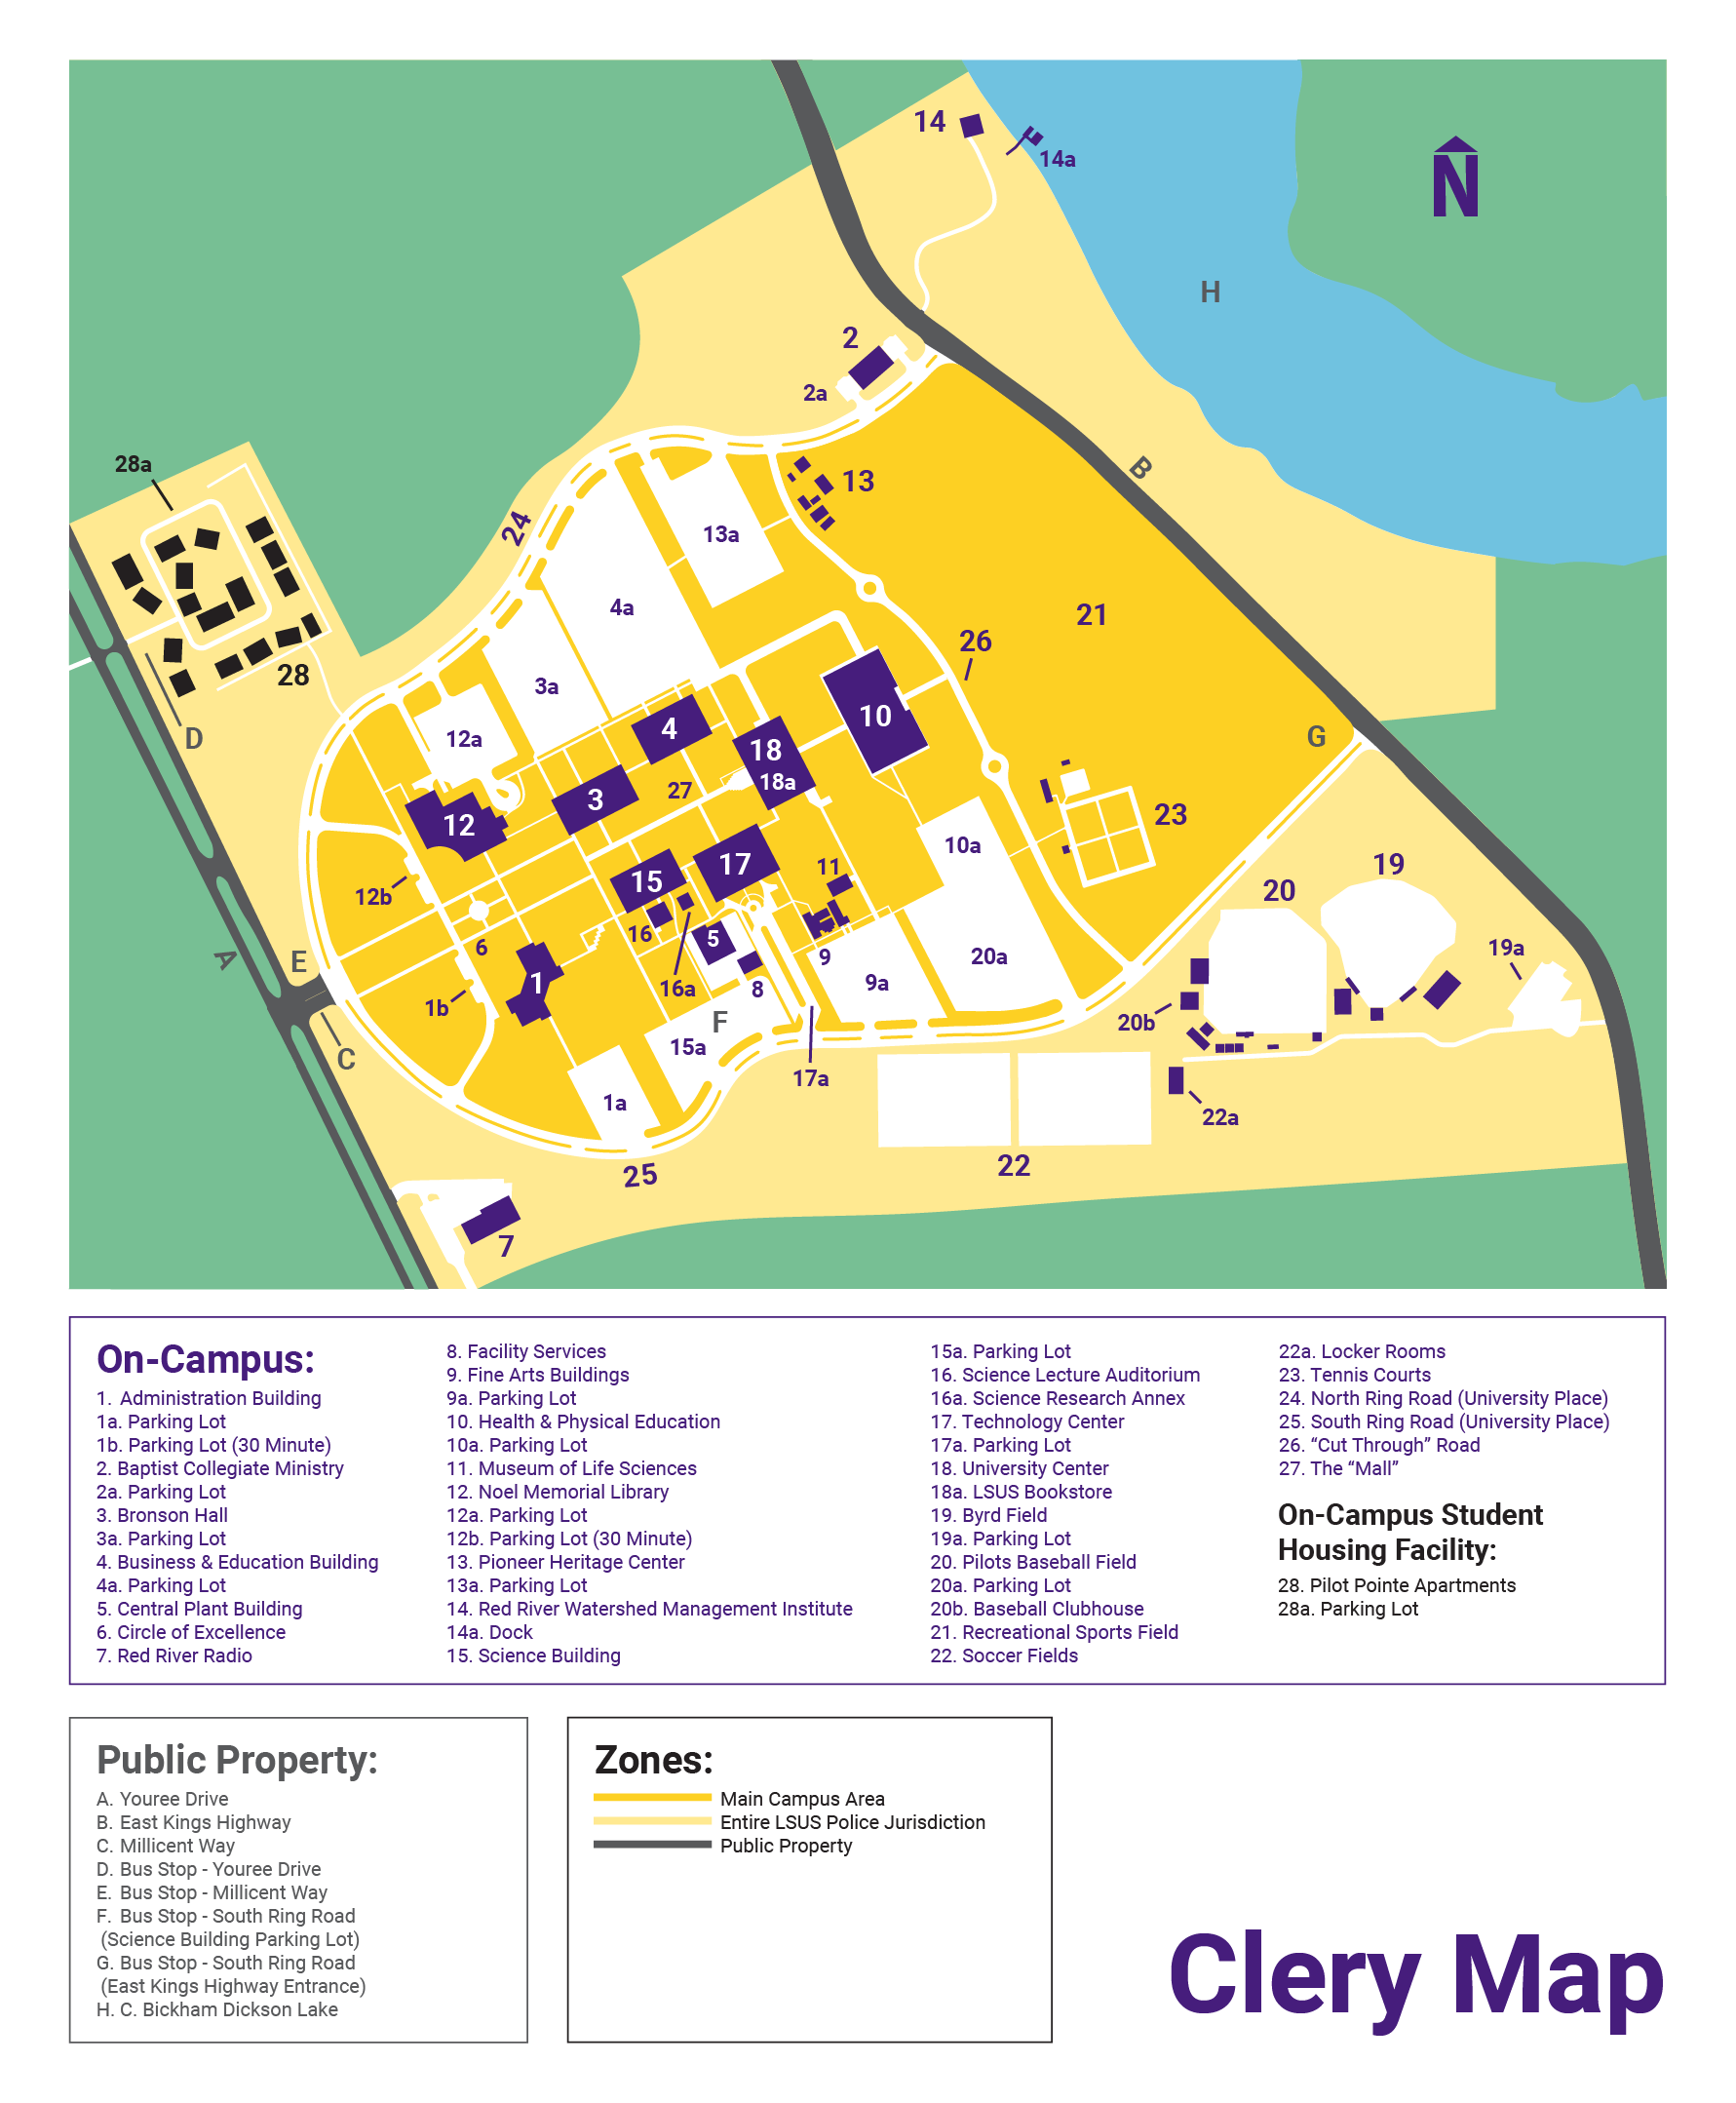 14
14a
N
H
2
2a
B
28a
13
24
13a
4a
26
21
3a
28
D
4
10
12a
18
G
18a
27
3
23
12
10a
19
17
11
15
20
12b
16
5
6
19a
A
E
9
20a
1
16a
8
9a
1b
F
20b
15a
C
17a
1a
22a
22
25
7
On-Campus:
1. Administration Building
1a. Parking Lot
1b. Parking Lot (30 Minute)
2. Baptist Collegiate Ministry
2a. Parking Lot
3. Bronson Hall
3a. Parking Lot
4. Business & Education Building
4a. Parking Lot
5. Central Plant Building
6. Circle of Excellence
7. Red River Radio
8. Facility Services
9. Fine Arts Buildings
9a. Parking Lot
10. Health & Physical Education
10a. Parking Lot
11. Museum of Life Sciences
12. Noel Memorial Library
12a. Parking Lot
12b. Parking Lot (30 Minute)
13. Pioneer Heritage Center
13a. Parking Lot
14. Red River Watershed Management Institute
14a. Dock
15. Science Building
15a. Parking Lot
16. Science Lecture Auditorium
16a. Science Research Annex
17. Technology Center
17a. Parking Lot
18. University Center
18a. LSUS Bookstore
19. Byrd Field
19a. Parking Lot
20. Pilots Baseball Field
20a. Parking Lot
20b. Baseball Clubhouse
21. Recreational Sports Field
22. Soccer Fields
22a. Locker Rooms
23. Tennis Courts
24. North Ring Road (University Place)
25. South Ring Road (University Place)
26. “Cut Through” Road
27. The “Mall”
On-Campus Student
Housing Facility:
28. Pilot Pointe Apartments
28a. Parking Lot
Public Property:
A. Youree Drive
B. East Kings Highway
C. Millicent Way
D. Bus Stop - Youree Drive
E. Bus Stop - Millicent Way
F. Bus Stop - South Ring Road
(Science Building Parking Lot)
G. Bus Stop - South Ring Road
(East Kings Highway Entrance)
H. C. Bickham Dickson Lake
Zones:
Main Campus Area
Entire LSUS Police Jurisdiction
Public Property
Clery Map